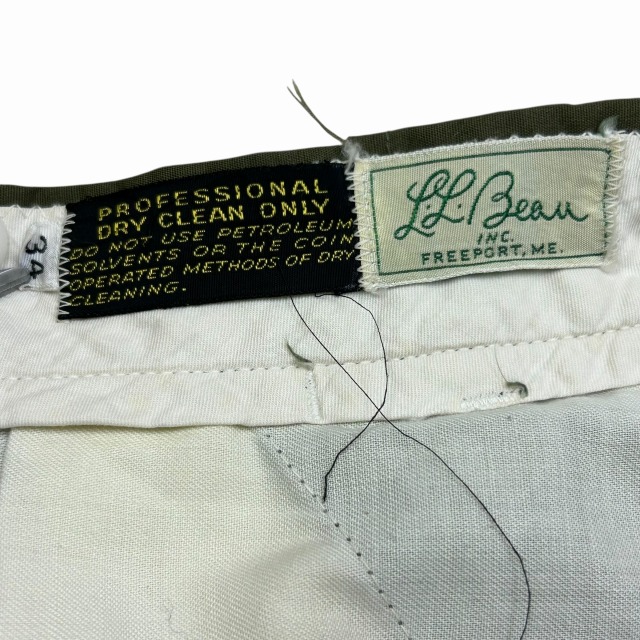 34
PROFESSIONAL
DRY CLEAN ONLY
DO NOT USE PETROLEUM
SOLVENTS OR THE COIN
OPERATED METHODS OF DRY
CLEANING.
L.L. Bean
INC.
FREEPORT, ME.